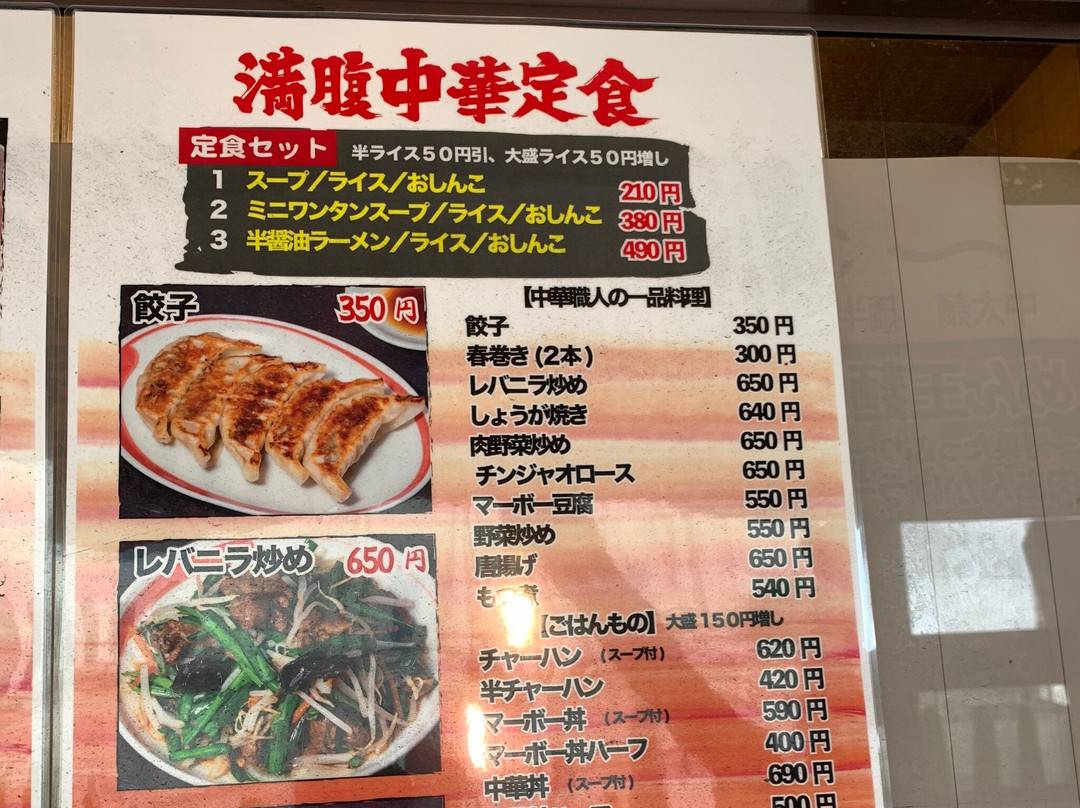 満腹中華定食
定食セット 半ライス50円引、大盛ライス50円増し
1 スープ/ライス/おしんこ 210円
2 ミニワンタンスープ/ライス/おしんこ 380円
3 半醤油ラーメン/ライス/おしんこ 490円
餃子 350円
レバニラ炒め 650円
【中華職人の一品料理】
餃子 350円
春巻き(2本) 300円
レバニラ炒め 650円
しょうが焼き 640円
肉野菜炒め 650円
チンジャオロース 650円
マーボー豆腐 550円
野菜炒め 550円
唐揚げ 650円
540円
【ごはんもの】大盛150円増し
チャーハン (スープ付) 620円
半チャーハン 420円
マーボー丼 (スープ付) 590円
マーボー丼ハーフ 400円
中華丼 (スープ付) 690円
500円